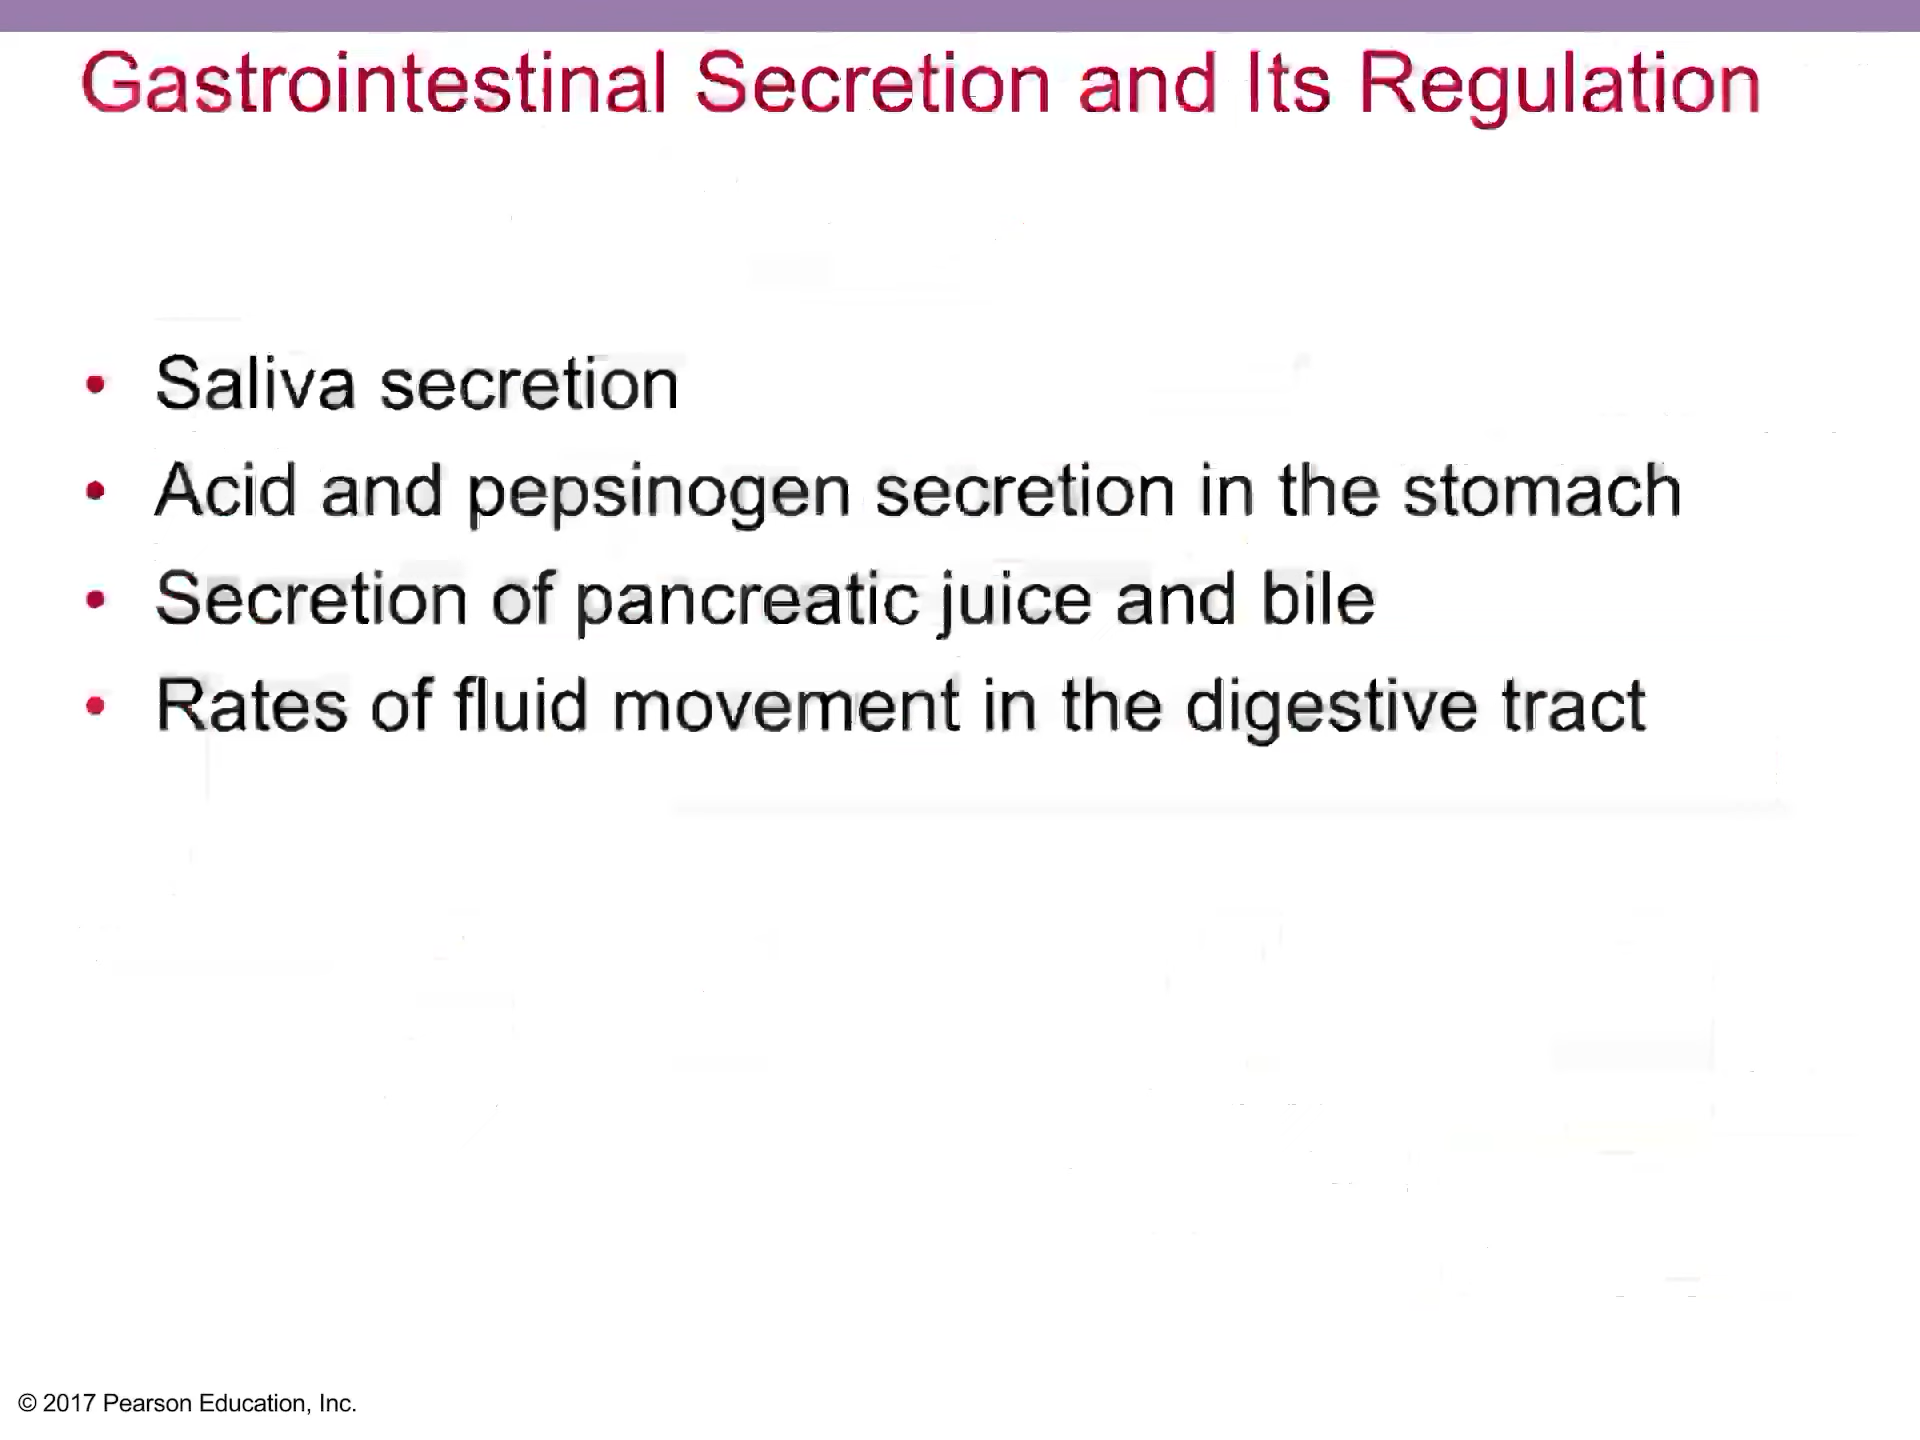 Gastrointestinal Secretion and Its Regulation
• Saliva secretion
• Acid and pepsinogen secretion in the stomach
• Secretion of pancreatic juice and bile
• Rates of fluid movement in the digestive tract
© 2017 Pearson Education, Inc.